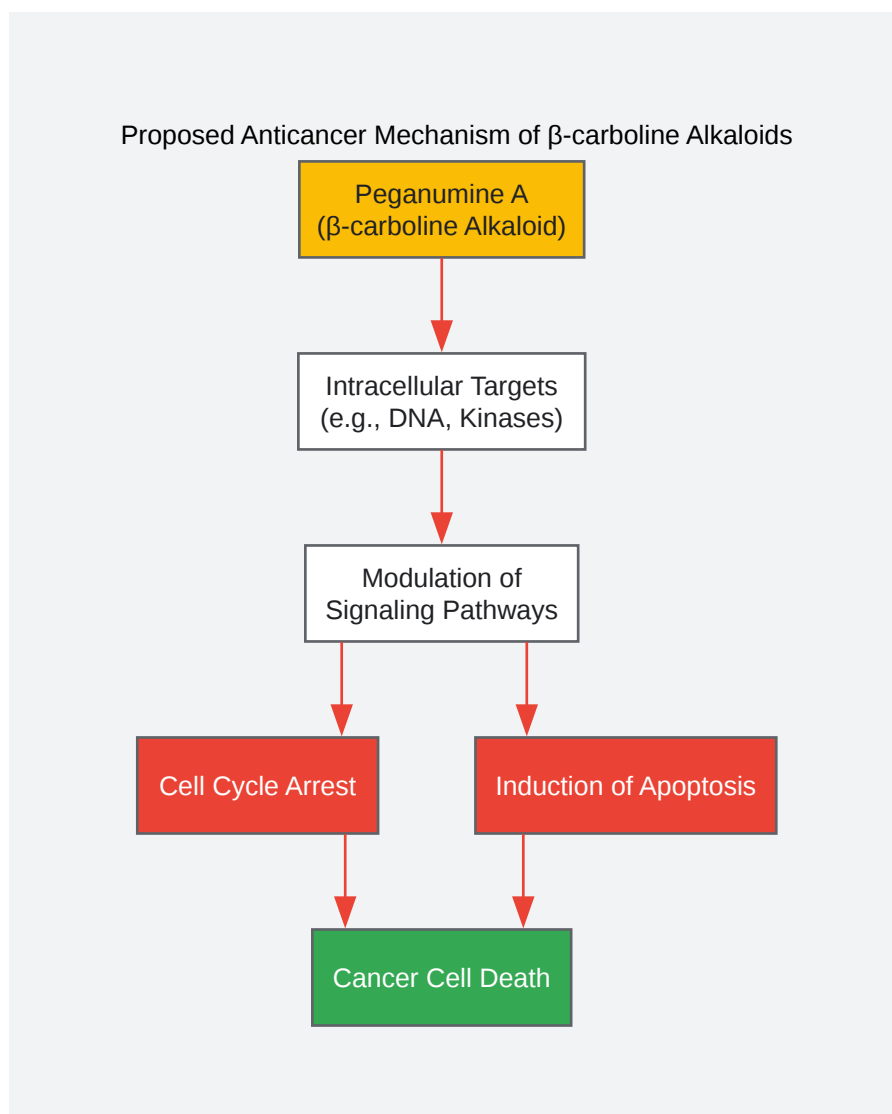 Proposed Anticancer Mechanism of β-carboline Alkaloids
Peganumine A
(β-carboline Alkaloid)
Intracellular Targets
(e.g., DNA, Kinases)
Modulation of
Signaling Pathways
Cell Cycle Arrest
Induction of Apoptosis
Cancer Cell Death